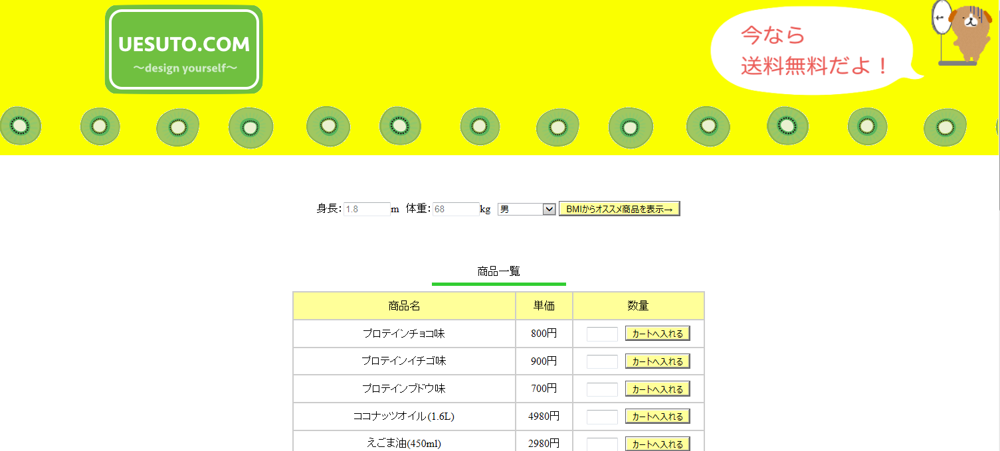 UESUTO.COM
～design yourself～
今なら
送料無料だよ！
身長：1.8 m 体重：68 kg 男 BMIからオススメ商品を表示→
商品一覧
商品名 単価 数量
プロテインチョコ味 800円 カートへ入れる
プロテインイチゴ味 900円 カートへ入れる
プロテインブドウ味 700円 カートへ入れる
ココナッツオイル(1.6L) 4980円 カートへ入れる
えごま油(450ml) 2980円 カートへ入れる